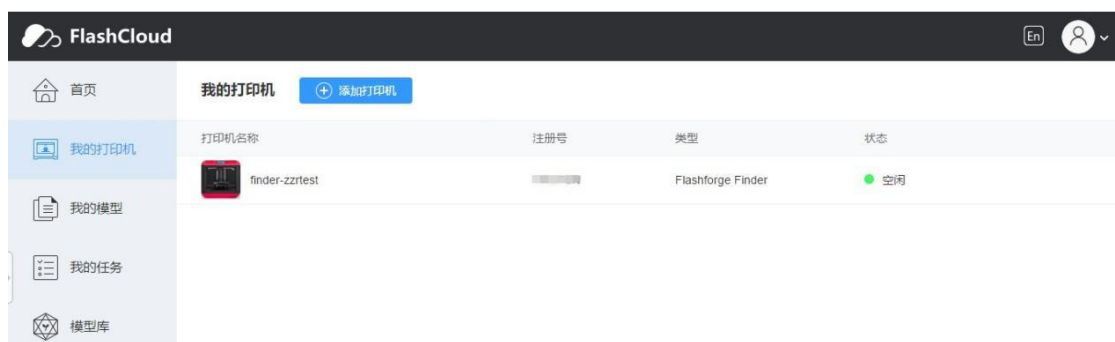 FlashCloud
En
首页
我的打印机
添加打印机
我的打印机
打印机名称 注册号 类型 状态
finder-zzrtest Flashforge Finder 空闲
我的模型
我的任务
模型库